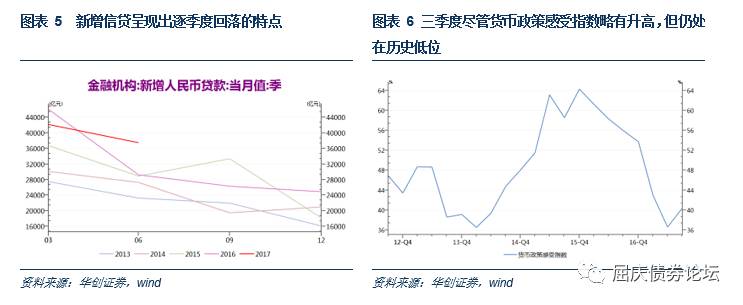 图表 5 新增信贷呈现出逐季度回落的特点
金融机构:新增人民币贷款:当月值:季
(亿元) (亿元)
44000 44000
40000 40000
36000 36000
32000 32000
28000 28000
24000 24000
20000 20000
16000 16000
03 06 09 12
2013 2014 2015 2016 2017
资料来源：华创证券，wind
图表 6 三季度尽管货币政策感受指数略有升高，但仍处
在历史低位
% %
64 64
60 60
56 56
52 52
48 48
44 44
40 40
36 36
12-Q4 13-Q4 14-Q4 15-Q4 16-Q4
货币政策感受指数
资料来源：华创证券，wind
屈庆债券论坛